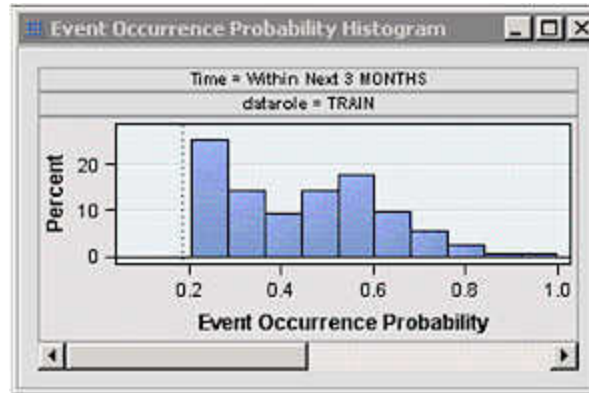 Event Occurrence Probability Histogram
Time = Within Next 3 MONTHS
datarole = TRAIN
Percent
20
10
0
0.2 0.4 0.6 0.8 1.0
Event Occurrence Probability